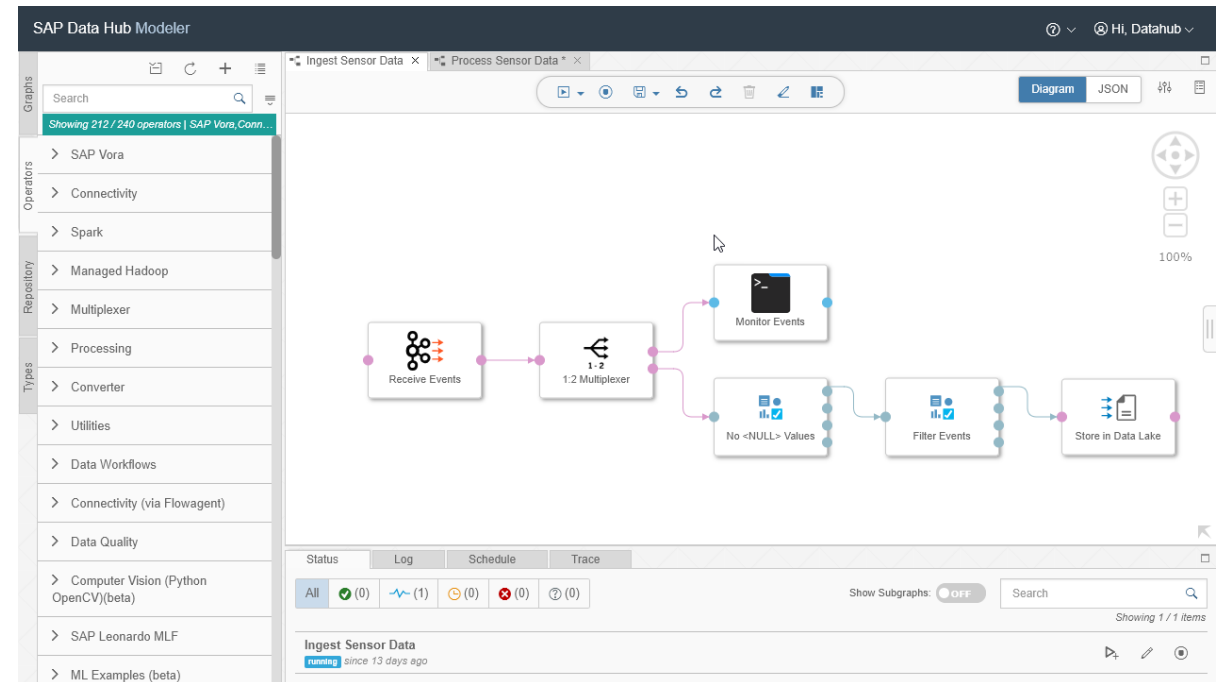 SAP Data Hub Modeler
Hi, Datahub
Graphs
Operators
Repository
Types
Search
Showing 212 / 240 operators | SAP Vora,Conn...
SAP Vora
Connectivity
Spark
Managed Hadoop
Multiplexer
Processing
Converter
Utilities
Data Workflows
Connectivity (via Flowagent)
Data Quality
Computer Vision (Python
OpenCV)(beta)
SAP Leonardo MLF
ML Examples (beta)
Ingest Sensor Data
Process Sensor Data *
Diagram
JSON
100%
>_
Monitor Events
Receive Events
1-2
1:2 Multiplexer
No <NULL> Values
Filter Events
Store in Data Lake
Status
Log
Schedule
Trace
All
(0)
(1)
(0)
(0)
(0)
Show Subgraphs:
OFF
Search
Showing 1 / 1 items
Ingest Sensor Data
running since 13 days ago